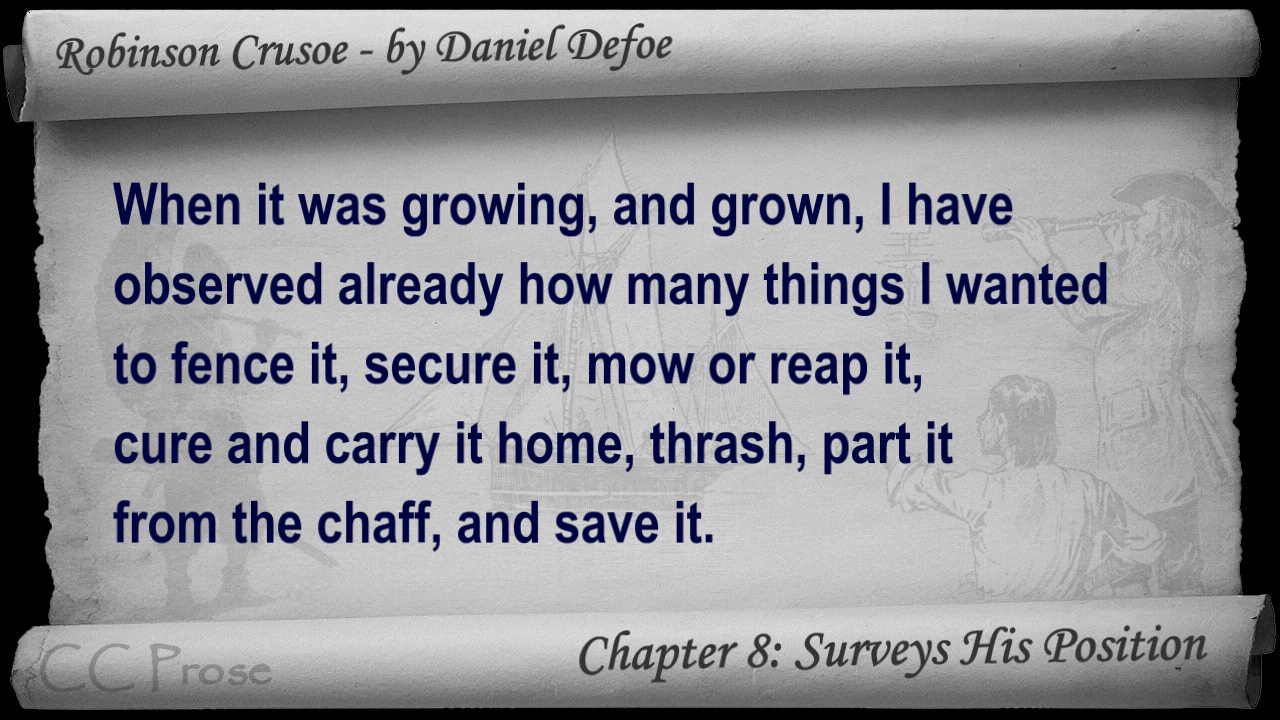 Robinson Crusoe - by Daniel Defoe
When it was growing, and grown, I have
observed already how many things I wanted
to fence it, secure it, mow or reap it,
cure and carry it home, thrash, part it
from the chaff, and save it.
CC Prose
Chapter 8: Surveys His Position